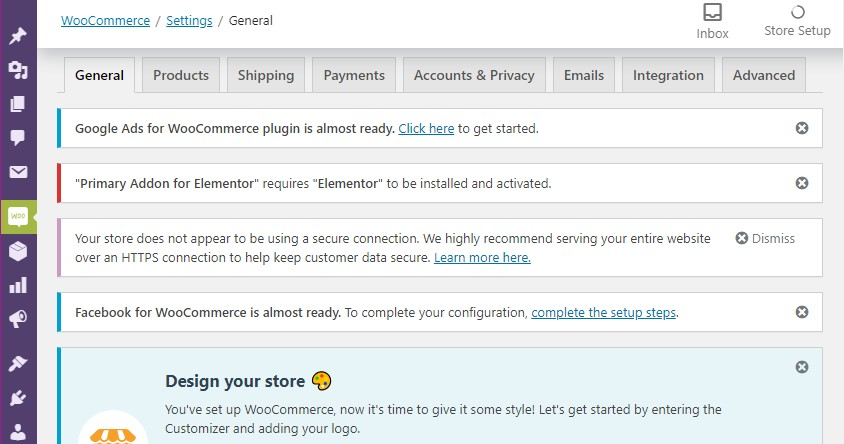 WooCommerce / Settings / General
Inbox
Store Setup
General Products Shipping Payments Accounts & Privacy Emails Integration Advanced
Google Ads for WooCommerce plugin is almost ready. Click here to get started.
"Primary Addon for Elementor" requires "Elementor" to be installed and activated.
Your store does not appear to be using a secure connection. We highly recommend serving your entire website
over an HTTPS connection to help keep customer data secure. Learn more here.
Dismiss
Facebook for WooCommerce is almost ready. To complete your configuration, complete the setup steps.
Design your store
You've set up WooCommerce, now it's time to give it some style! Let's get started by entering the
Customizer and adding your logo.
WOO